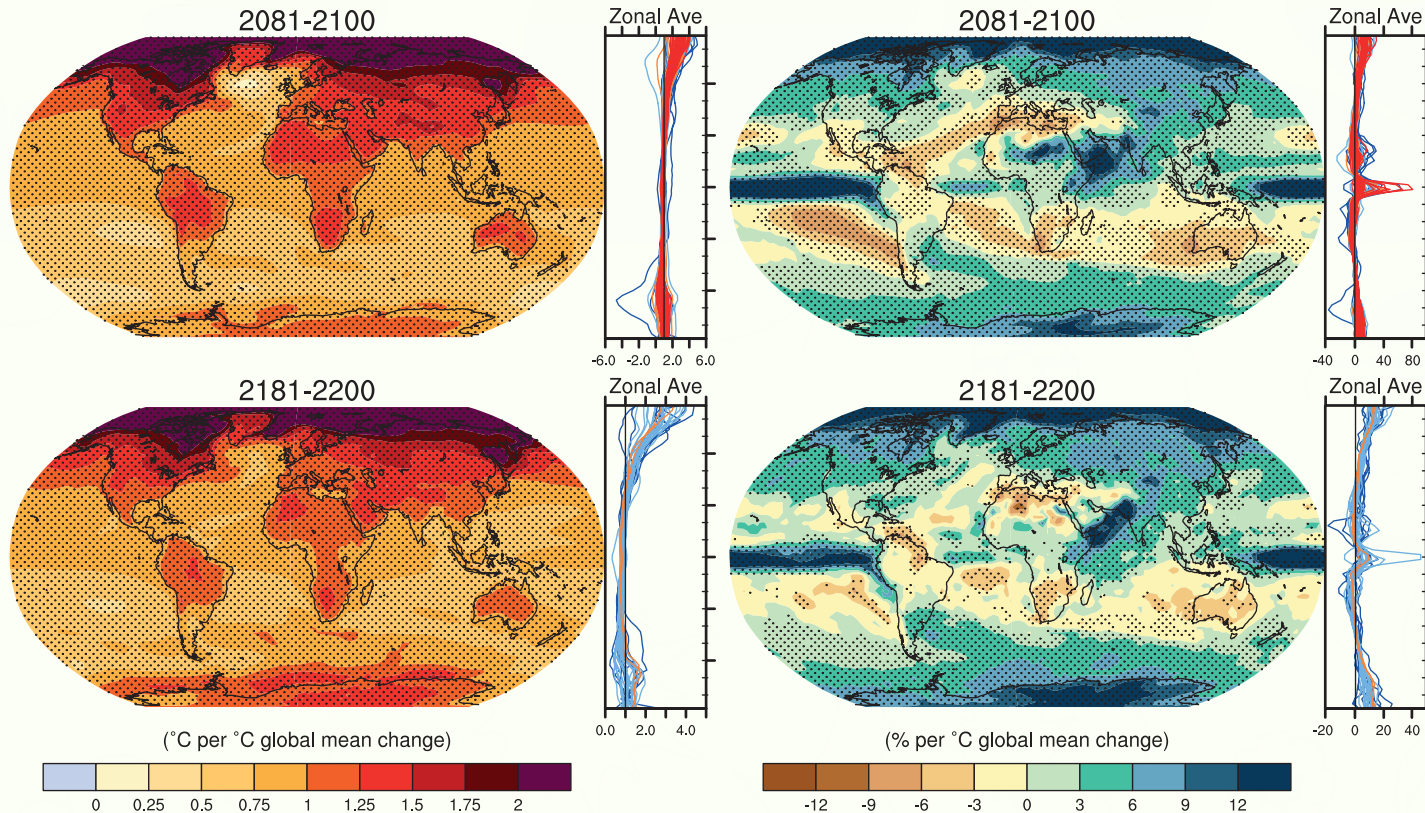 2081-2100
Zonal Ave
2081-2100
Zonal Ave
-6.0 -2.0 2.0 6.0
-40 0 40 80
2181-2200
Zonal Ave
2181-2200
Zonal Ave
0.0 2.0 4.0
-20 0 20 40
(°C per °C global mean change)
(% per °C global mean change)
0 0.25 0.5 0.75 1 1.25 1.5 1.75 2
-12 -9 -6 -3 0 3 6 9 12